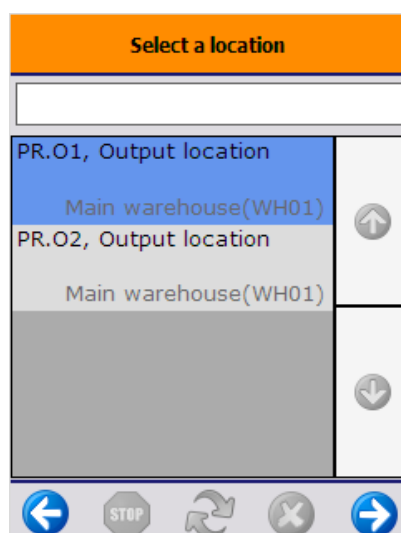 Select a location
PR.O1, Output location
Main warehouse(WH01)
PR.O2, Output location
Main warehouse(WH01)
STOP